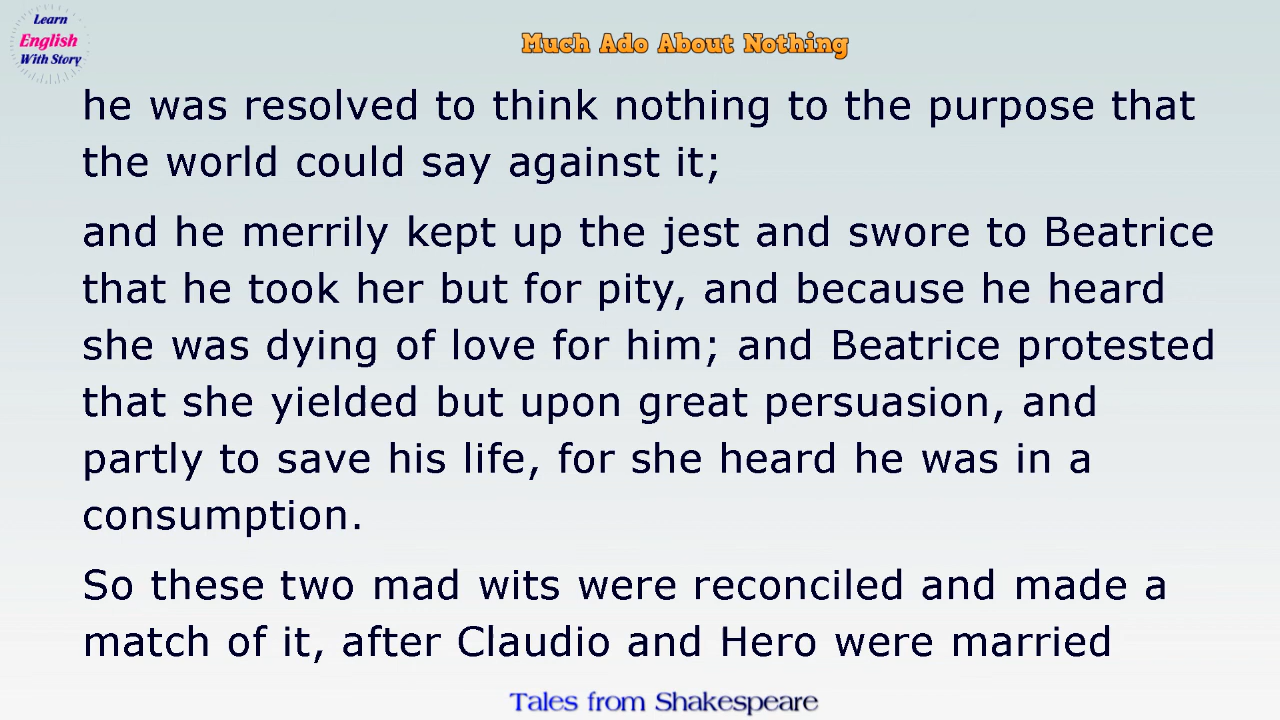 Learn
English
With Story
Much Ado About Nothing
he was resolved to think nothing to the purpose that
the world could say against it;
and he merrily kept up the jest and swore to Beatrice
that he took her but for pity, and because he heard
she was dying of love for him; and Beatrice protested
that she yielded but upon great persuasion, and
partly to save his life, for she heard he was in a
consumption.
So these two mad wits were reconciled and made a
match of it, after Claudio and Hero were married
Tales from Shakespeare